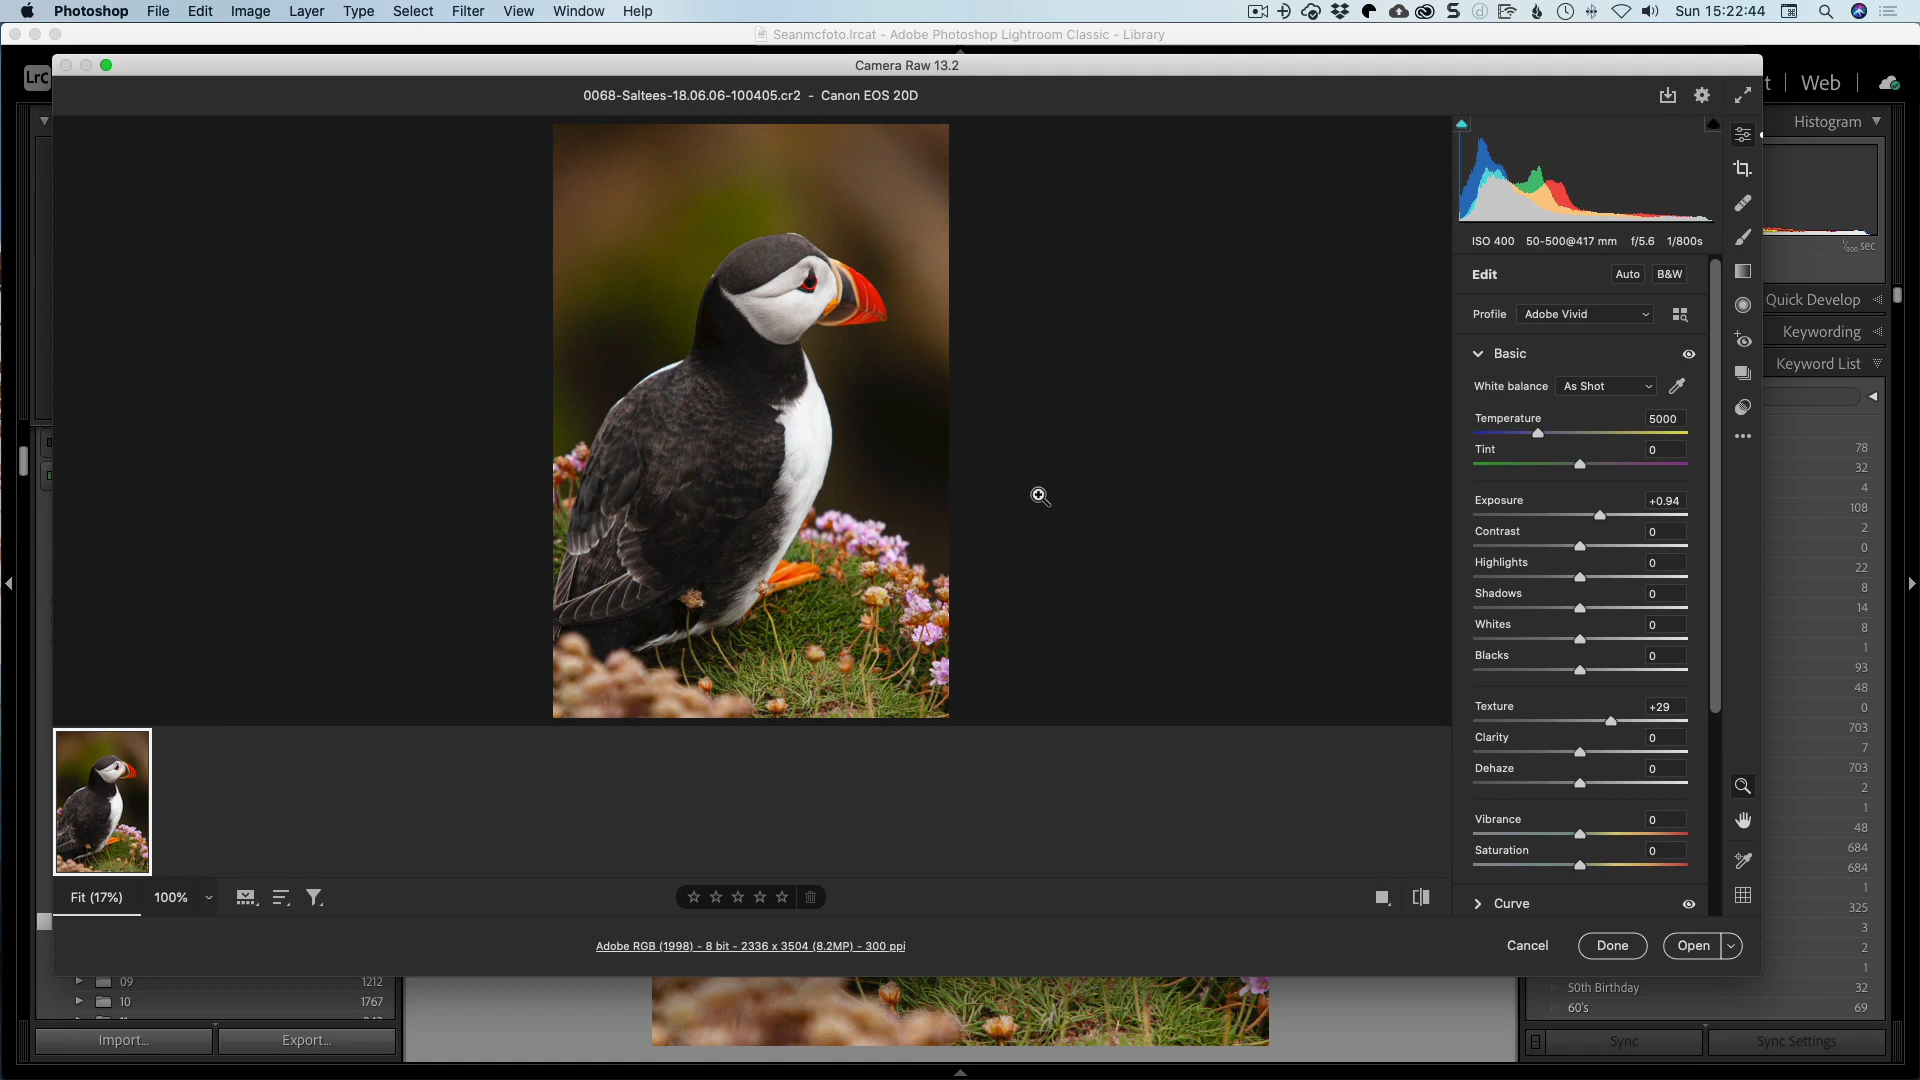 Photoshop File Edit Image Layer Type Select Filter View Window Help Sun 15:22:44
Seanmcfoto.lrcat - Adobe Photoshop Lightroom Classic - Library
Camera Raw 13.2
LrC
Web
0068-Saltees-18.06.06-100405.cr2 - Canon EOS 20D
Histogram
ISO 400 50-500@417 mm f/5.6 1/800s
1/800 sec
Edit Auto B&W
Quick Develop
Profile Adobe Vivid
Keywording
Basic
Keyword List
White balance As Shot
Temperature 5000
Tint 0
78
32
4
Exposure +0.94
108
Contrast 0
2
0
Highlights 0
22
Shadows 0
8
14
Whites 0
8
1
Blacks 0
93
48
Texture +29
0
703
Clarity 0
7
Dehaze 0
703
2
1
Vibrance 0
48
Saturation 0
684
684
1
Fit (17%) 100%
Curve
325
3
Adobe RGB (1998) - 8 bit - 2336 x 3504 (8.2MP) - 300 ppi
Cancel Done Open
2
1
09 1212
50th Birthday 32
10 1767
60's 69
Import... Export...
Sync Sync Settings